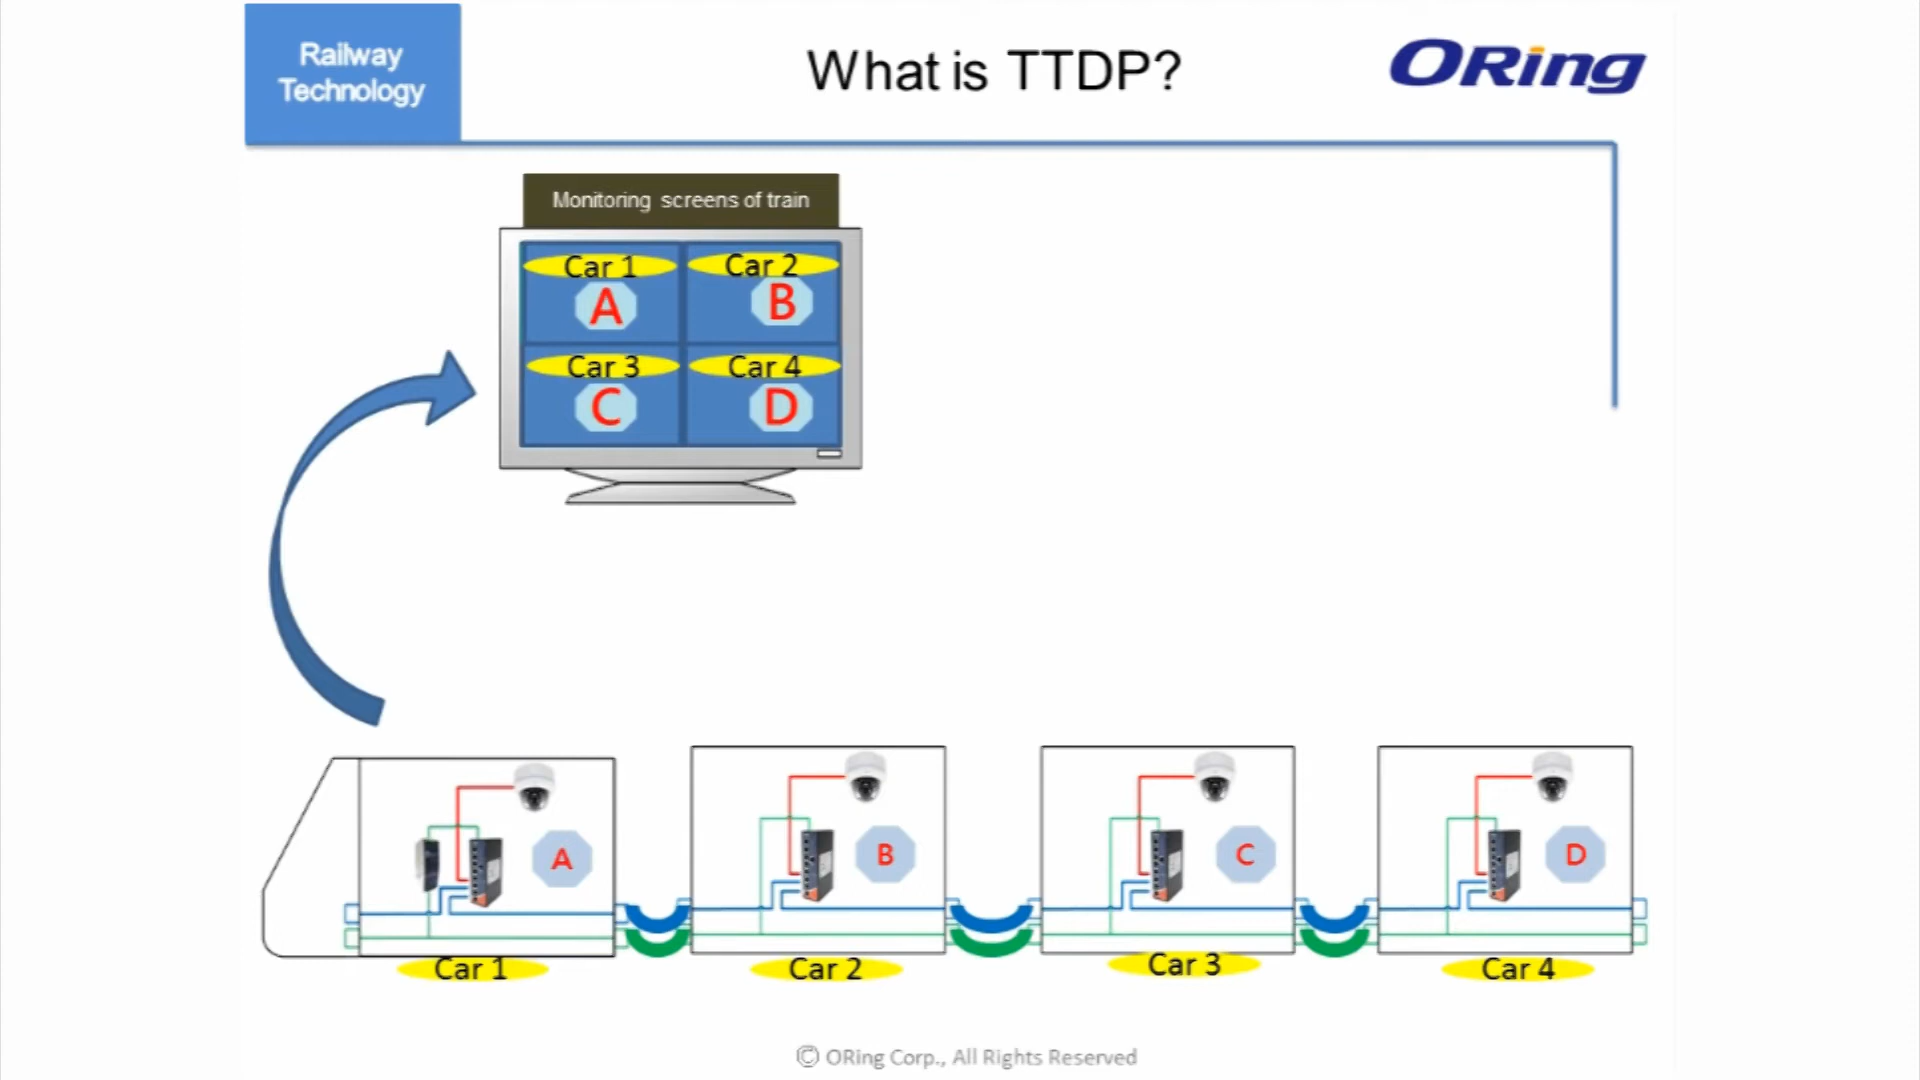 Railway
Technology
What is TTDP?
ORing
Monitoring screens of train
Car 1
Car 2
A
B
Car 3
Car 4
C
D
A
B
C
D
Car 1
Car 2
Car 3
Car 4
© ORing Corp., All Rights Reserved